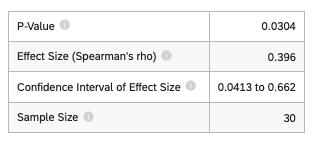 P-Value 0.0304
Effect Size (Spearman's rho) 0.396
Confidence Interval of Effect Size 0.0413 to 0.662
Sample Size 30